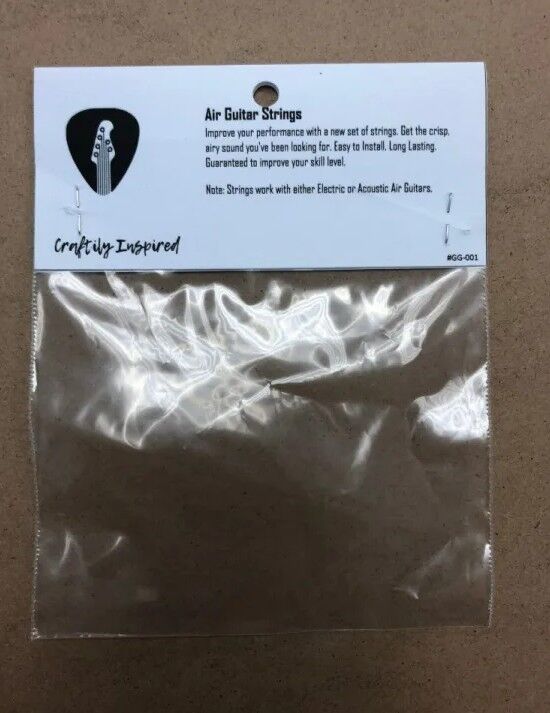 Air Guitar Strings
Improve your performance with a new set of strings. Get the crisp,
airy sound you've been looking for. Easy to Install. Long Lasting.
Guaranteed to improve your skill level.
Note: Strings work with either Electric or Acoustic Air Guitars.
Craftily Inspired
#GG-001